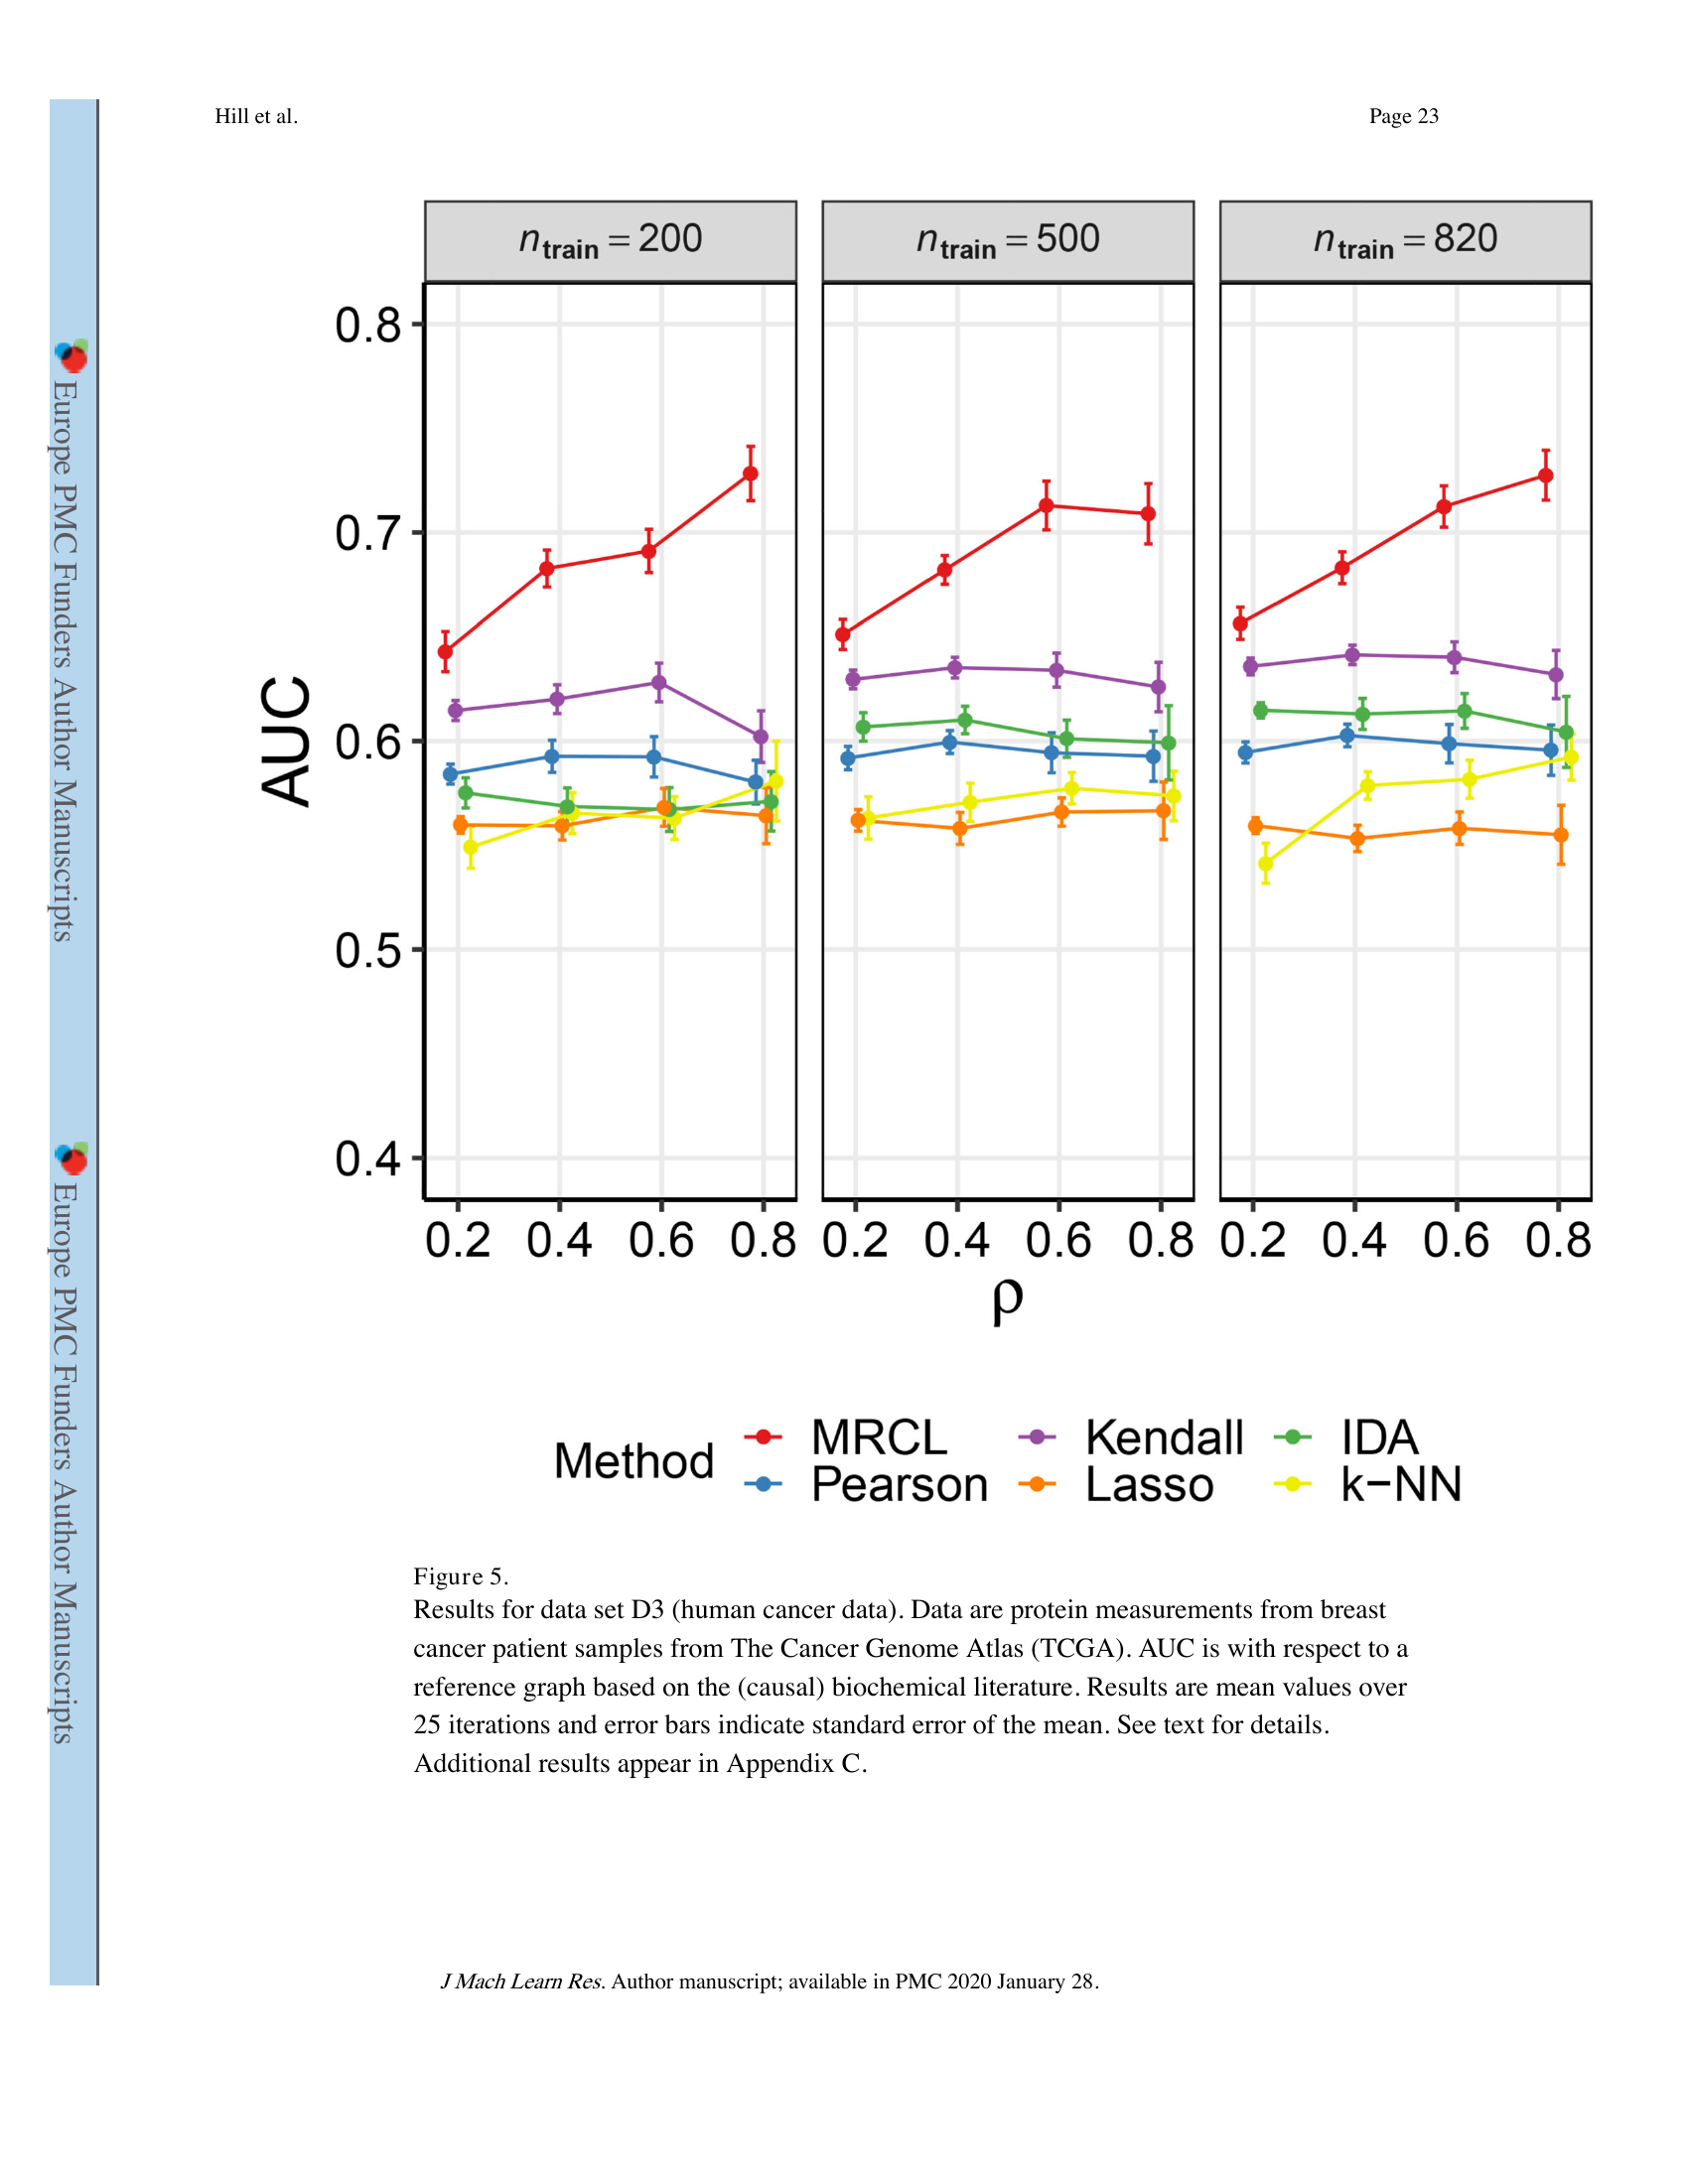 Hill et al.
Page 23
Europe PMC Funders Author Manuscripts
Europe PMC Funders Author Manuscripts
n train = 200
n train = 500
n train = 820
AUC
0.8
0.7
0.6
0.5
0.4
0.2 0.4 0.6 0.8 0.2 0.4 0.6 0.8 0.2 0.4 0.6 0.8
ρ
Method
MRCL Kendall IDA
Pearson Lasso k−NN
Figure 5.
Results for data set D3 (human cancer data). Data are protein measurements from breast
cancer patient samples from The Cancer Genome Atlas (TCGA). AUC is with respect to a
reference graph based on the (causal) biochemical literature. Results are mean values over
25 iterations and error bars indicate standard error of the mean. See text for details.
Additional results appear in Appendix C.
J Mach Learn Res. Author manuscript; available in PMC 2020 January 28.